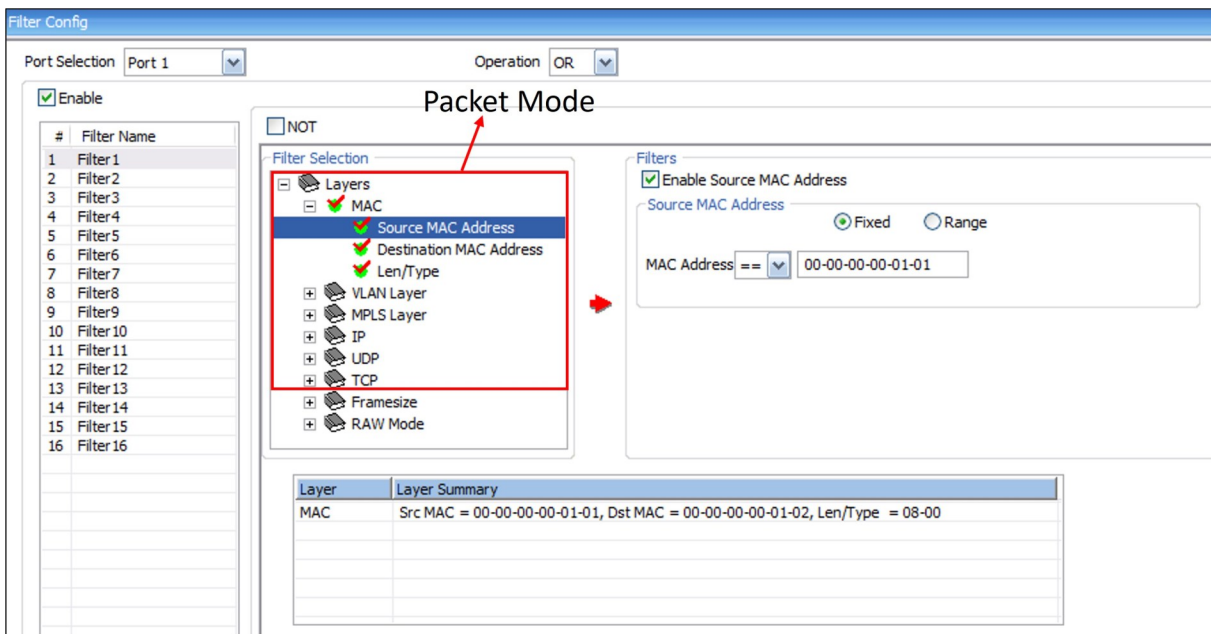 Filter Config
Port Selection Port 1 Operation OR
Enable
Packet Mode
# Filter Name
1 Filter1
2 Filter2
3 Filter3
4 Filter4
5 Filter5
6 Filter6
7 Filter7
8 Filter8
9 Filter9
10 Filter10
11 Filter11
12 Filter12
13 Filter13
14 Filter14
15 Filter15
16 Filter16
NOT
Filter Selection
Layers
MAC
Source MAC Address
Destination MAC Address
Len/Type
VLAN Layer
MPLS Layer
IP
UDP
TCP
Framesize
RAW Mode
Filters
Enable Source MAC Address
Source MAC Address
Fixed Range
MAC Address == 00-00-00-00-01-01
Layer Layer Summary
MAC Src MAC = 00-00-00-00-01-01, Dst MAC = 00-00-00-00-01-02, Len/Type = 08-00